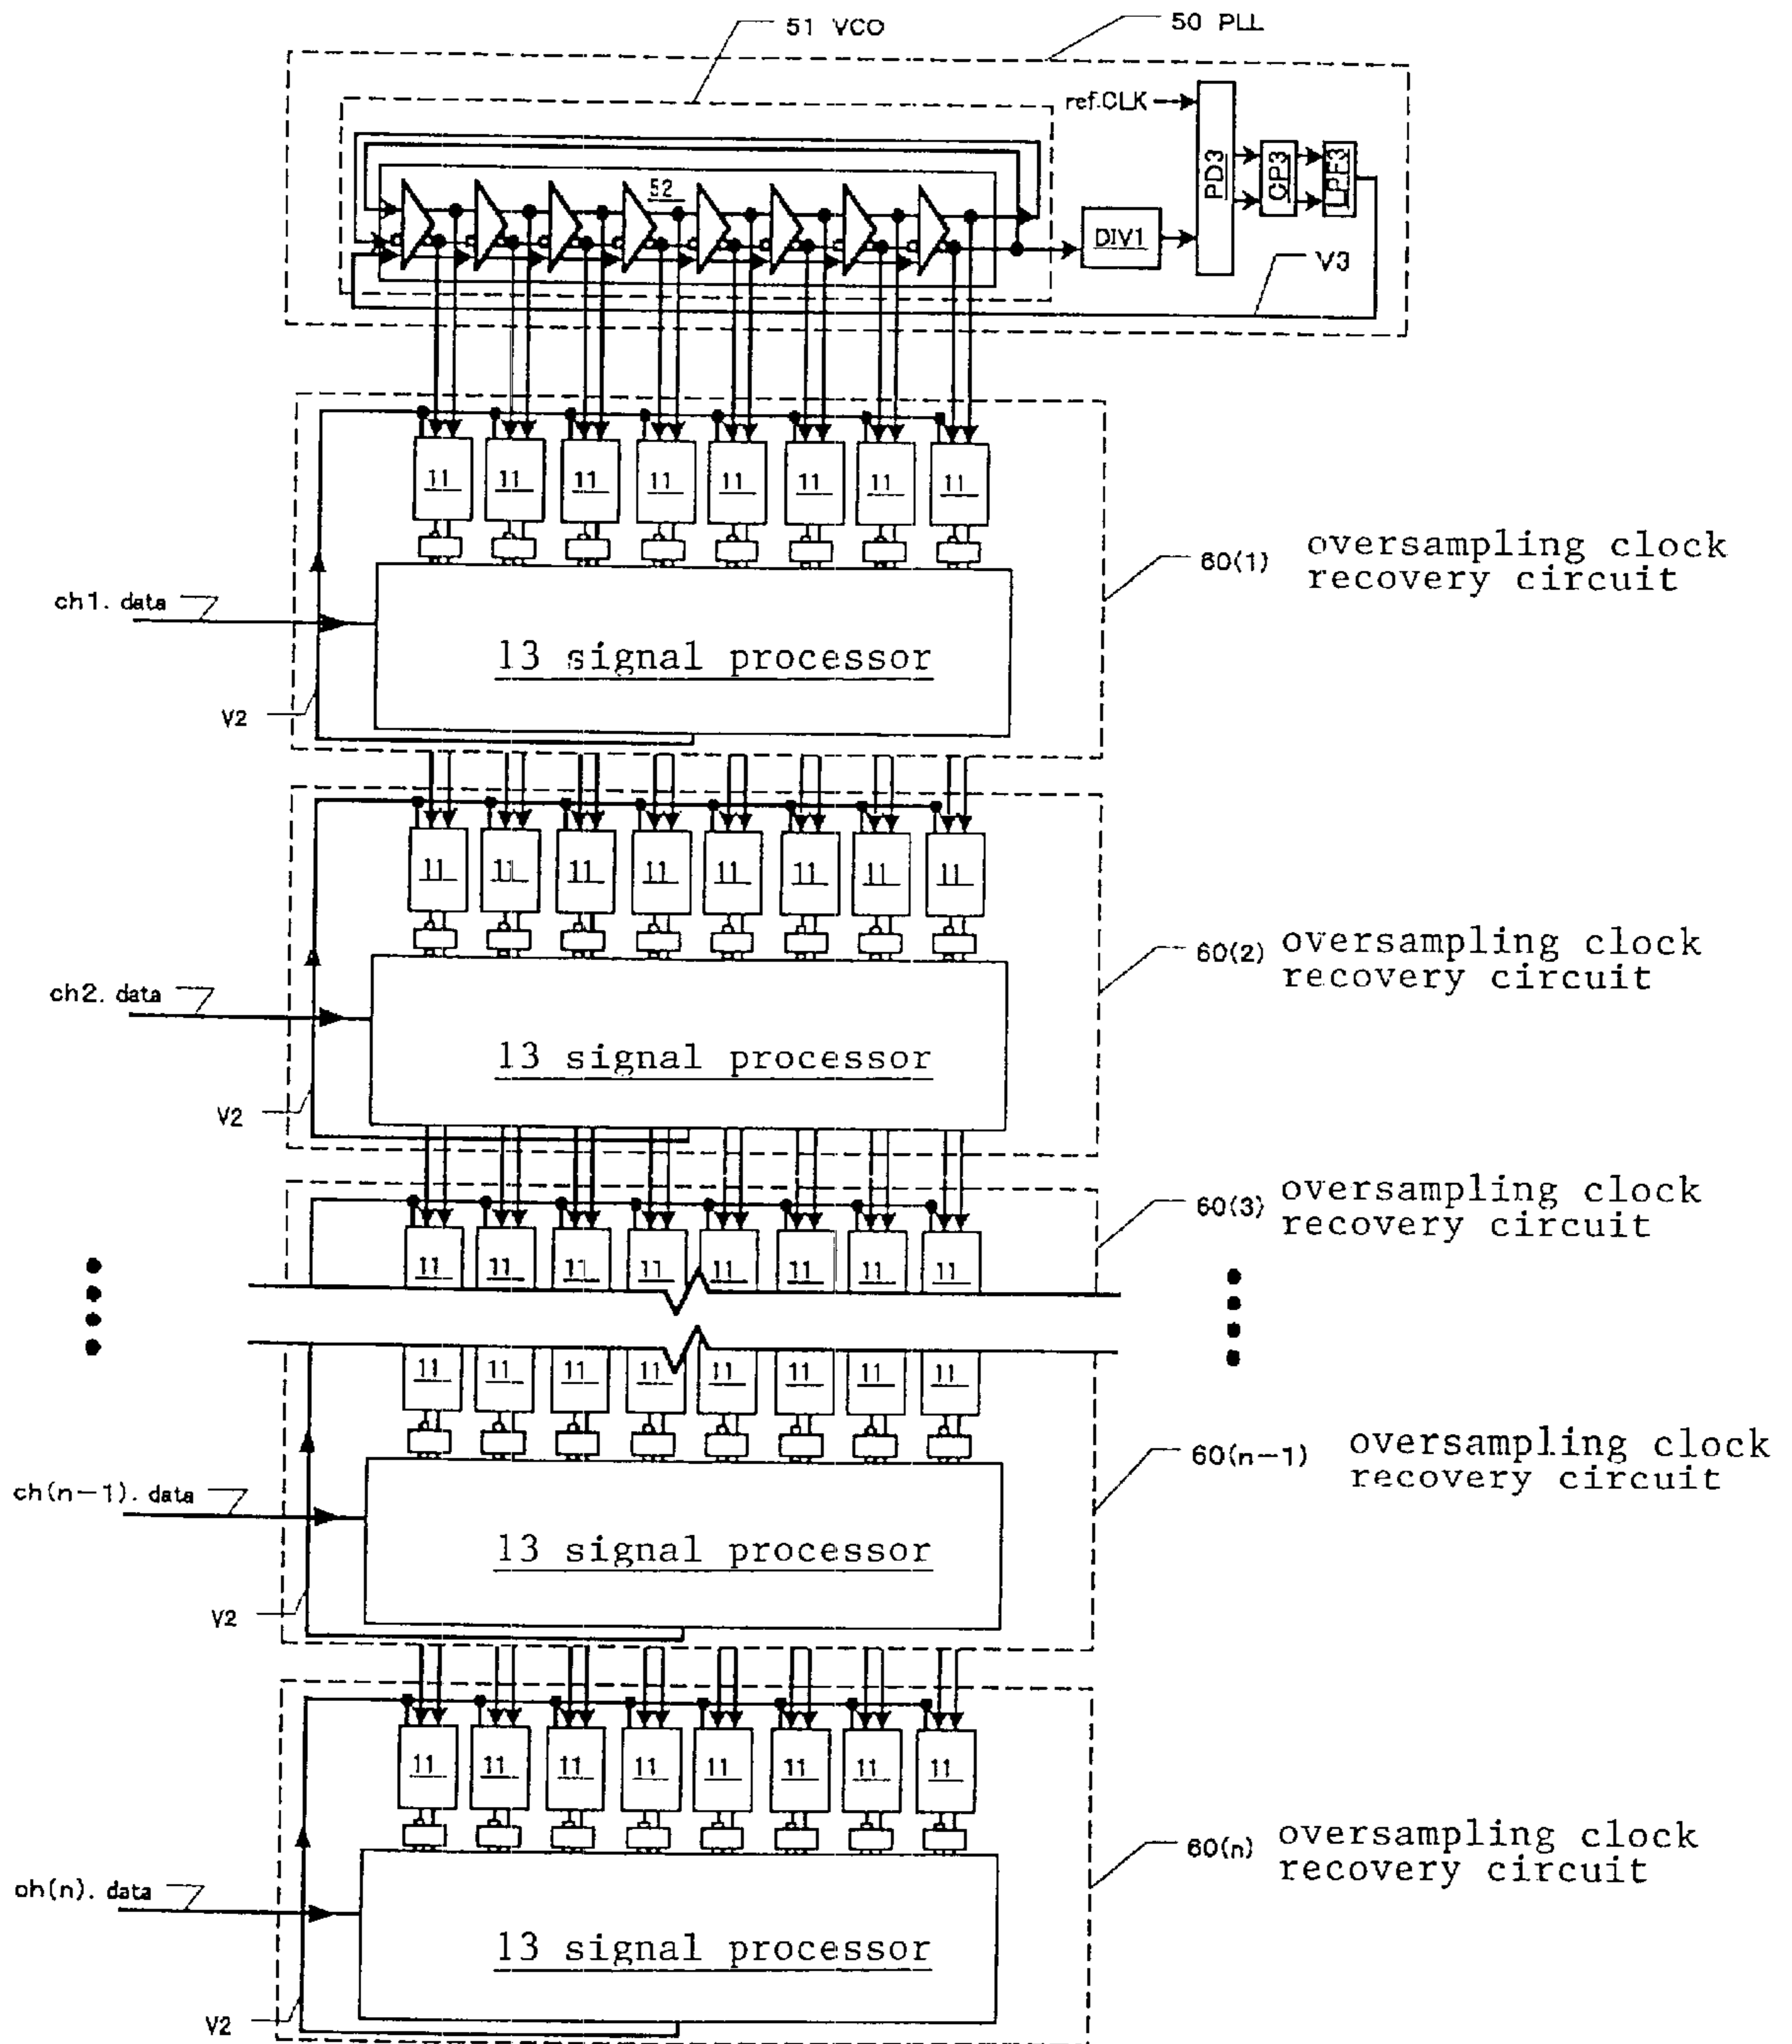 51 VCO
50 PLL
ref.CLK
52
PD3
CP3
LPF3
DIV1
V3
11 11 11 11 11 11 11 11
60(1) oversampling clock
recovery circuit
ch1. data
13 signal processor
V2
11 11 11 11 11 11 11 11
60(2) oversampling clock
recovery circuit
ch2. data
13 signal processor
V2
60(3) oversampling clock
recovery circuit
11 11 11 11 11 11 11 11
11 11 11 11 11 11 11 11
60(n-1) oversampling clock
recovery circuit
ch(n-1). data
13 signal processor
V2
11 11 11 11 11 11 11 11
60(n) oversampling clock
recovery circuit
ch(n). data
13 signal processor
V2